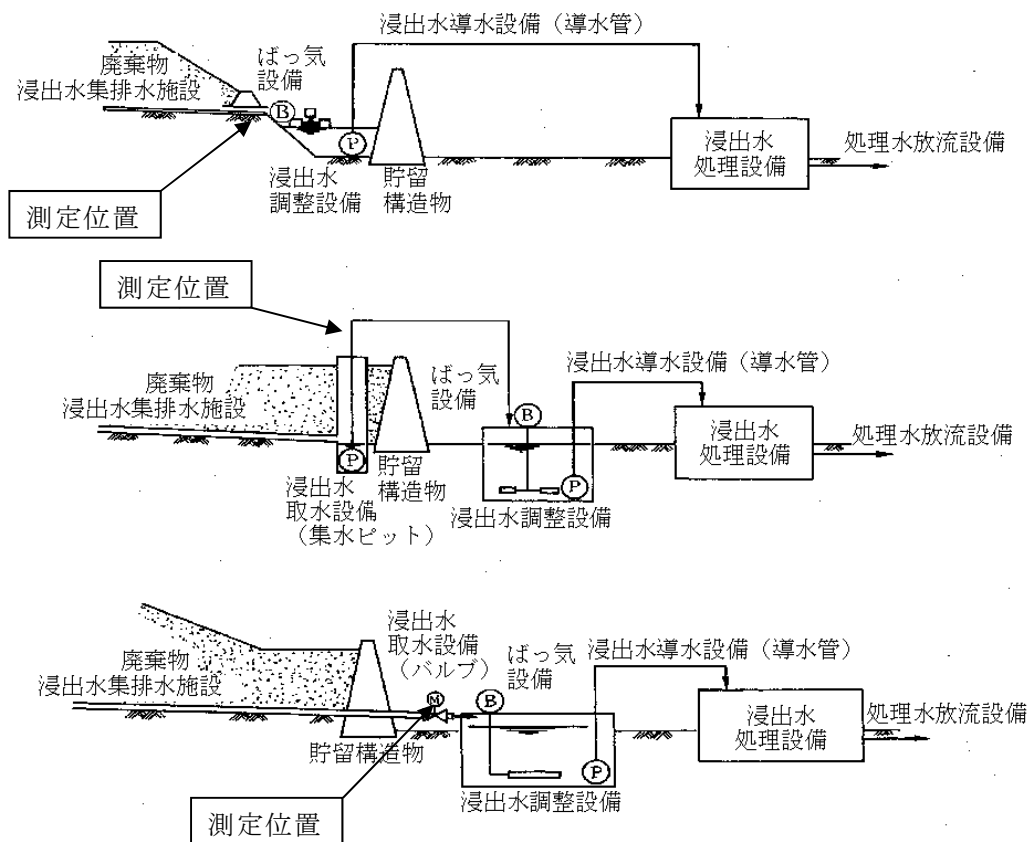 浸出水導水設備（導水管）
ばっ気
設備
廃棄物
浸出水集排水施設
B
P
浸出水
処理設備
処理水放流設備
浸出水
調整設備
貯留
構造物
測定位置
測定位置
浸出水導水設備（導水管）
ばっ気
設備
廃棄物
浸出水集排水施設
B
浸出水
処理設備
処理水放流設備
P
貯留
構造物
P
浸出水
取水設備
（集水ピット）
浸出水調整設備
浸出水
取水設備
（バルブ）
ばっ気
設備
浸出水導水設備（導水管）
廃棄物
浸出水集排水施設
M
B
浸出水
処理設備
処理水放流設備
貯留構造物
P
浸出水調整設備
測定位置